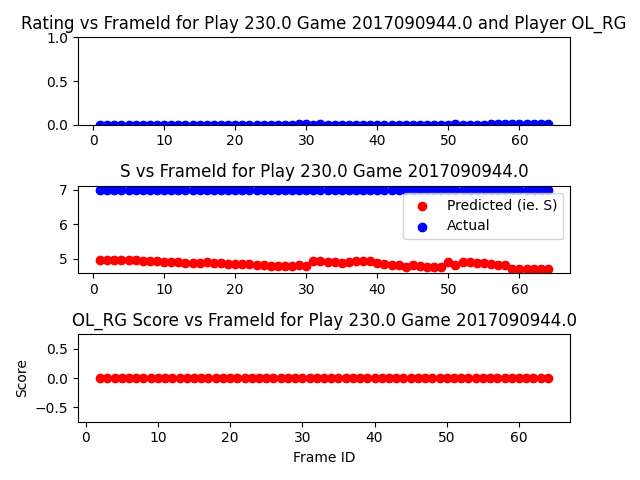 Rating vs FrameId for Play 230.0 Game 2017090944.0 and Player OL_RG
1.0
0.5
0.0
0 10 20 30 40 50 60
S vs FrameId for Play 230.0 Game 2017090944.0
7
6
5
Predicted (ie. S)
Actual
0 10 20 30 40 50 60
OL_RG Score vs FrameId for Play 230.0 Game 2017090944.0
Score
0.5
0.0
−0.5
0 10 20 30 40 50 60
Frame ID